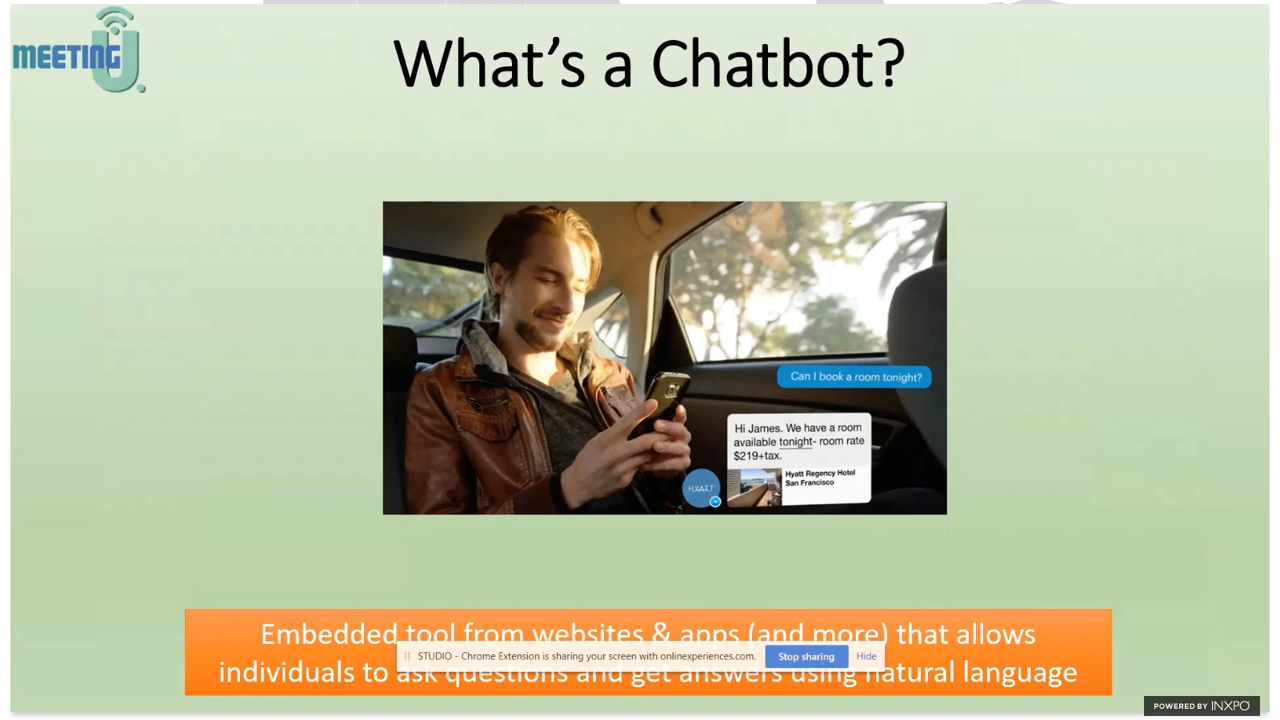 MEETING U
What's a Chatbot?
Can I book a room tonight?
Hi James. We have a room
available tonight- room rate
$219+tax.
Hyatt Regency Hotel
San Francisco
HYATT
Embedded tool from websites & apps (and more) that allows
STUDIO - Chrome Extension is sharing your screen with onlinexperiences.com. Stop sharing Hide
individuals to ask questions and get answers using natural language
POWERED BY INXPO